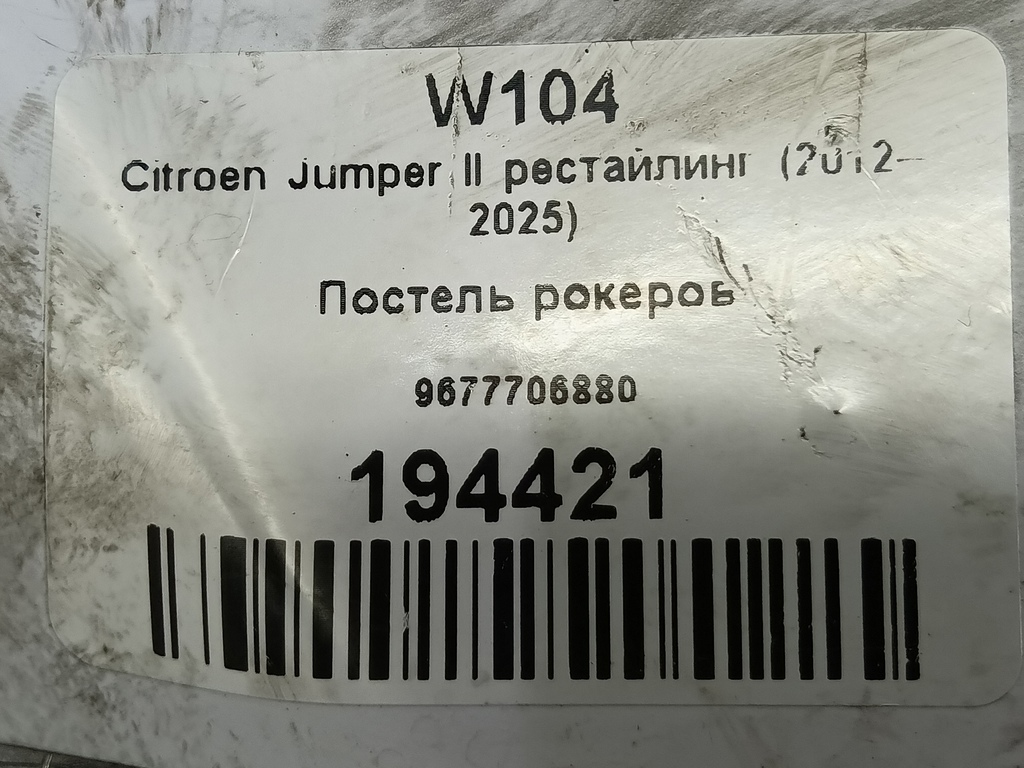 W104
Citroen Jumper II рестайлинг (2012–
2025)
Постель рокеров
9677706880
194421